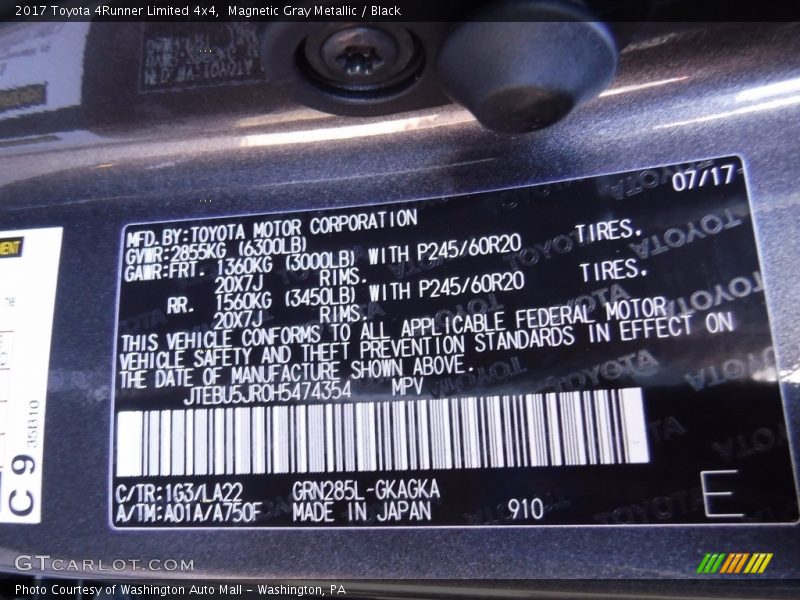 2017 Toyota 4Runner Limited 4x4, Magnetic Gray Metallic / Black
07/17
MFD.BY:TOYOTA MOTOR CORPORATION
GVWR:2855KG (6300LB)
GAWR:FRT. 1360KG (3000LB) WITH P245/60R20 TIRES.
20X7J RIMS.
RR. 1560KG (3450LB) WITH P245/60R20 TIRES.
20X7J RIMS.
THIS VEHICLE CONFORMS TO ALL APPLICABLE FEDERAL MOTOR
VEHICLE SAFETY AND THEFT PREVENTION STANDARDS IN EFFECT ON
THE DATE OF MANUFACTURE SHOWN ABOVE.
JTEBU5JR0H5474354 MPV
C/TR:1G3/LA22 GRN285L-GKAGKA
A/TM:A01A/A750F MADE IN JAPAN 910
E
C9
35B10
GTCARLOT.COM
Photo Courtesy of Washington Auto Mall - Washington, PA